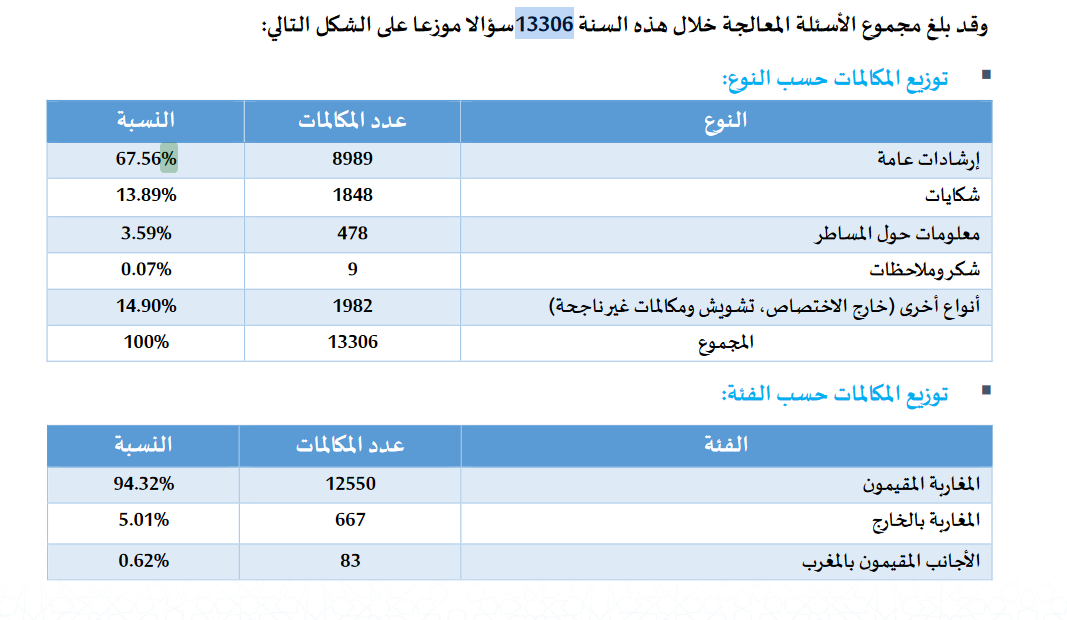 وقد بلغ مجموع الأسئلة المعالجة خلال هذه السنة 13306 سؤالا موزعا على الشكل التالي:
▪ توزيع المكالمات حسب النوع:
النوع عدد المكالمات النسبة
إرشادات عامة 8989 67.56%
شكايات 1848 13.89%
معلومات حول المساطر 478 3.59%
شكر وملاحظات 9 0.07%
أنواع أخرى (خارج الاختصاص، تشويش ومكالمات غير ناجحة) 1982 14.90%
المجموع 13306 100%
▪ توزيع المكالمات حسب الفئة:
الفئة عدد المكالمات النسبة
المغاربة المقيمون 12550 94.32%
المغاربة بالخارج 667 5.01%
الأجانب المقيمون بالمغرب 83 0.62%